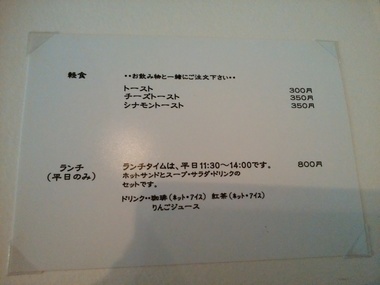 軽食 **お飲み物と一緒にご注文下さい**
トースト 300円
チーズトースト 350円
シナモントースト 350円
ランチ ランチタイムは、平日11:30~14:00です。 800円
(平日のみ) ホットサンドとスープ・サラダ・ドリンクの
セットです。
ドリンク**珈琲(ホット・アイス) 紅茶(ホット・アイス)
りんごジュース